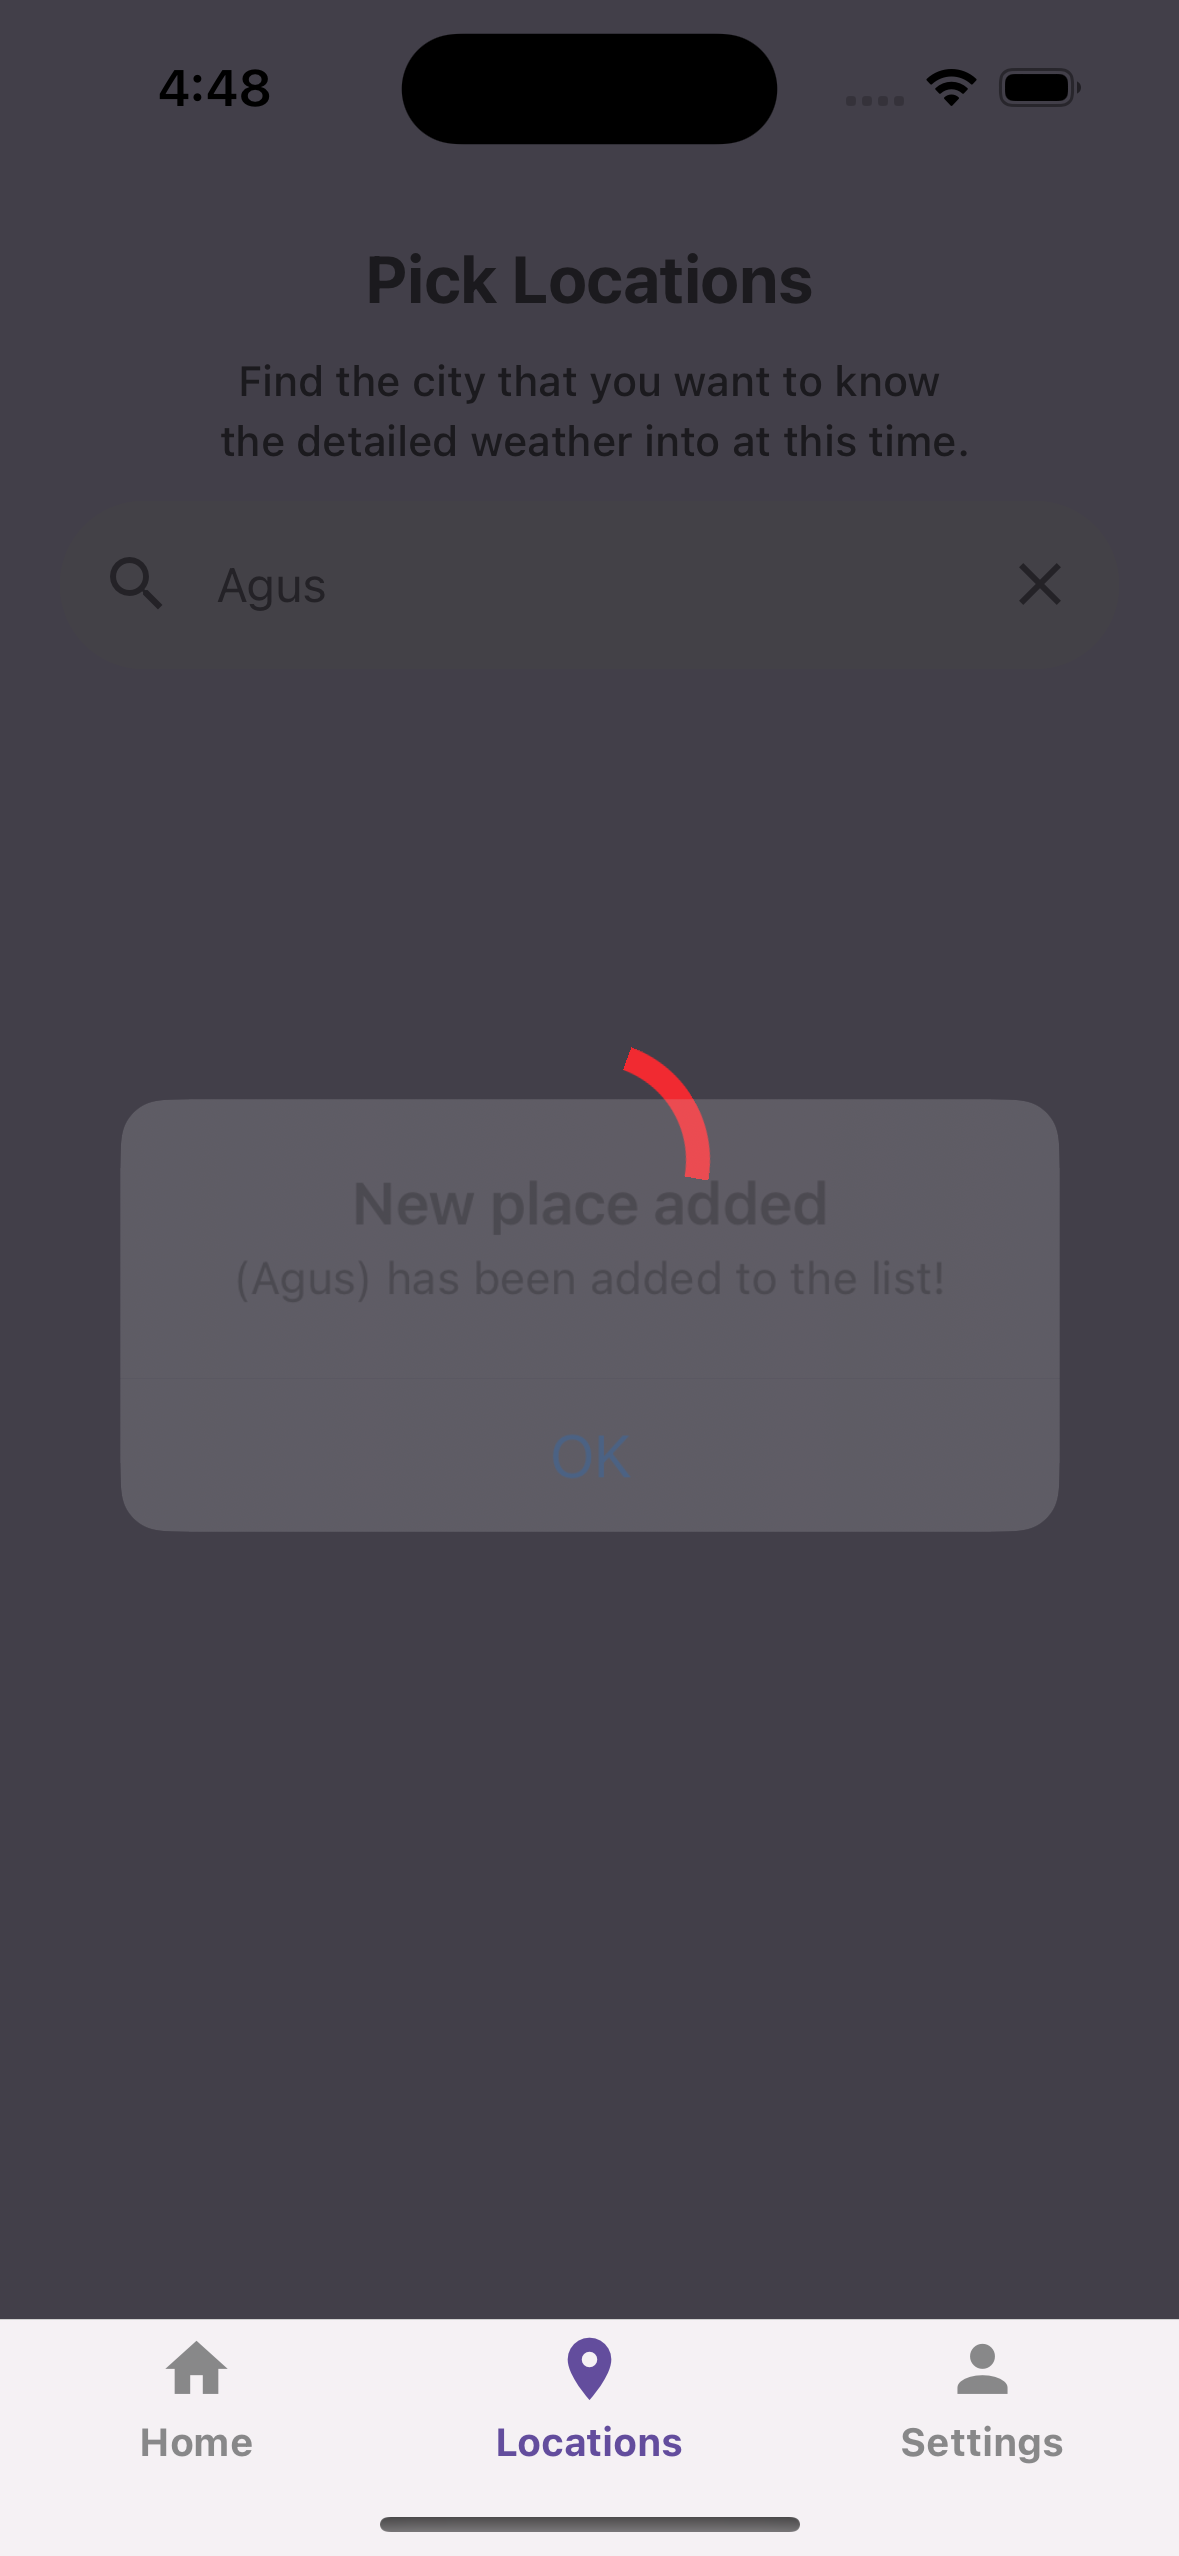 4:48
Pick Locations
Find the city that you want to know
the detailed weather into at this time.
Agus
New place added
(Agus) has been added to the list!
OK
Home
Locations
Settings